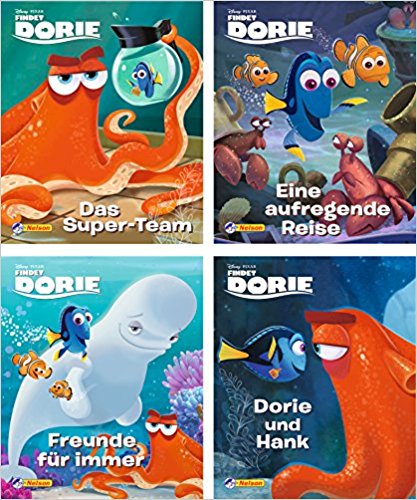 Disney PIXAR
FINDET
DORIE
Das
Super-Team
Nelson
Disney PIXAR
FINDET
DORIE
Eine
aufregende
Reise
Nelson
Disney PIXAR
FINDET
DORIE
Freunde
für immer
Nelson
Disney PIXAR
FINDET
DORIE
Dorie
und
Hank
Nelson